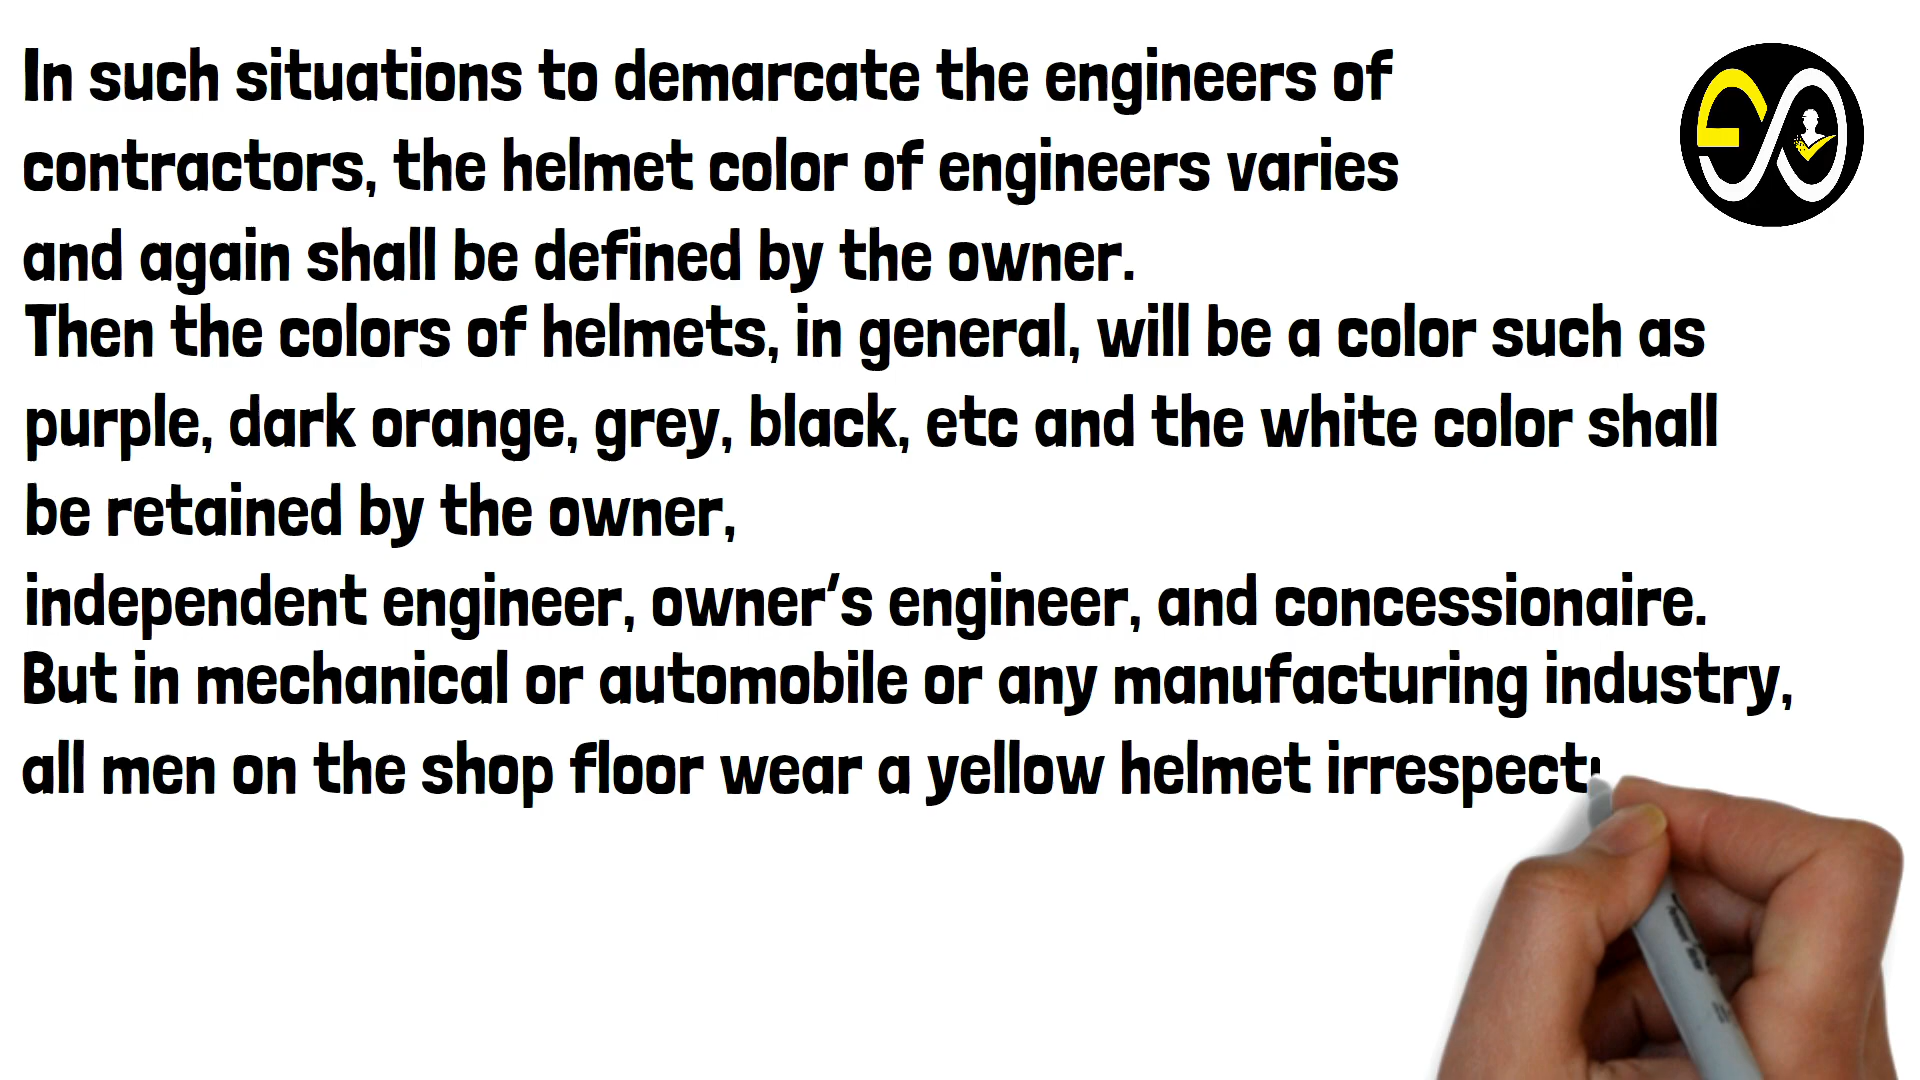 In such situations to demarcate the engineers of
contractors, the helmet color of engineers varies
and again shall be defined by the owner.
Then the colors of helmets, in general, will be a color such as
purple, dark orange, grey, black, etc and the white color shall
be retained by the owner,
independent engineer, owner's engineer, and concessionaire.
But in mechanical or automobile or any manufacturing industry,
all men on the shop floor wear a yellow helmet irrespect